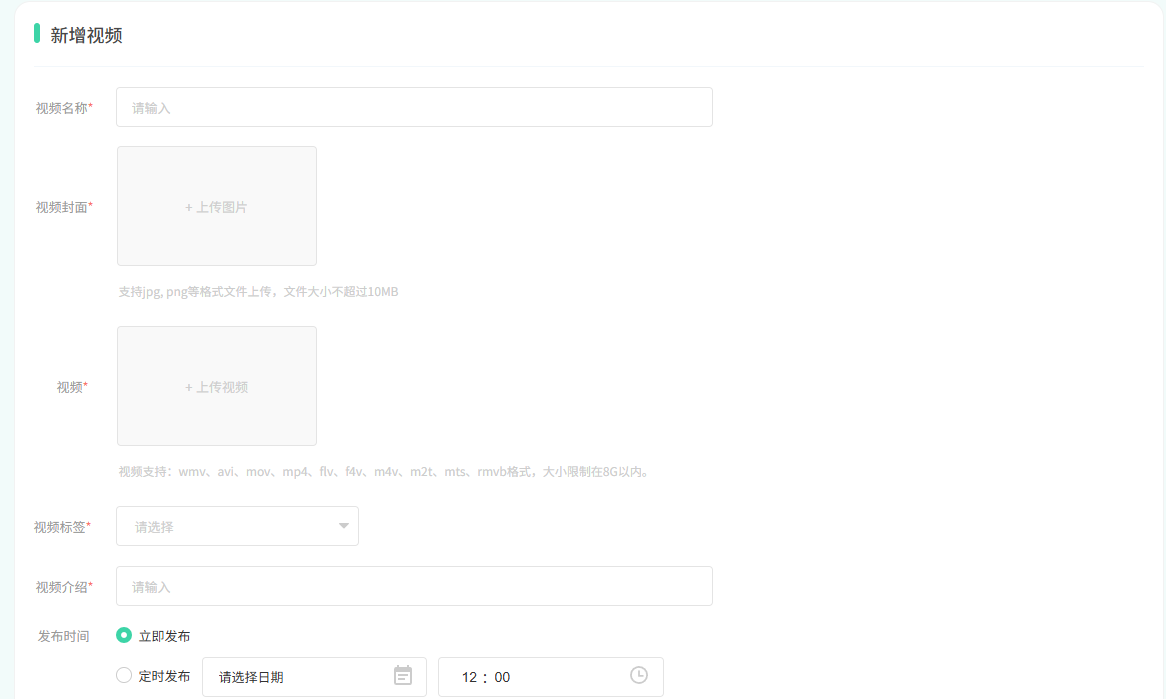 新增视频
视频名称* 请输入
视频封面* + 上传图片
支持jpg, png等格式文件上传，文件大小不超过10MB
视频* + 上传视频
视频支持：wmv、avi、mov、mp4、flv、f4v、m4v、m2t、mts、rmvb格式，大小限制在8G以内。
视频标签* 请选择
视频介绍* 请输入
发布时间 立即发布
定时发布 请选择日期 12 : 00